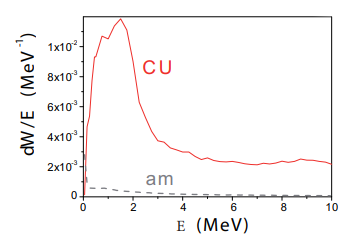 dW/E (MeV⁻¹)
1x10⁻²
8x10⁻³
6x10⁻³
4x10⁻³
2x10⁻³
0
CU
am
0 2 4 6 8 10
E (MeV)